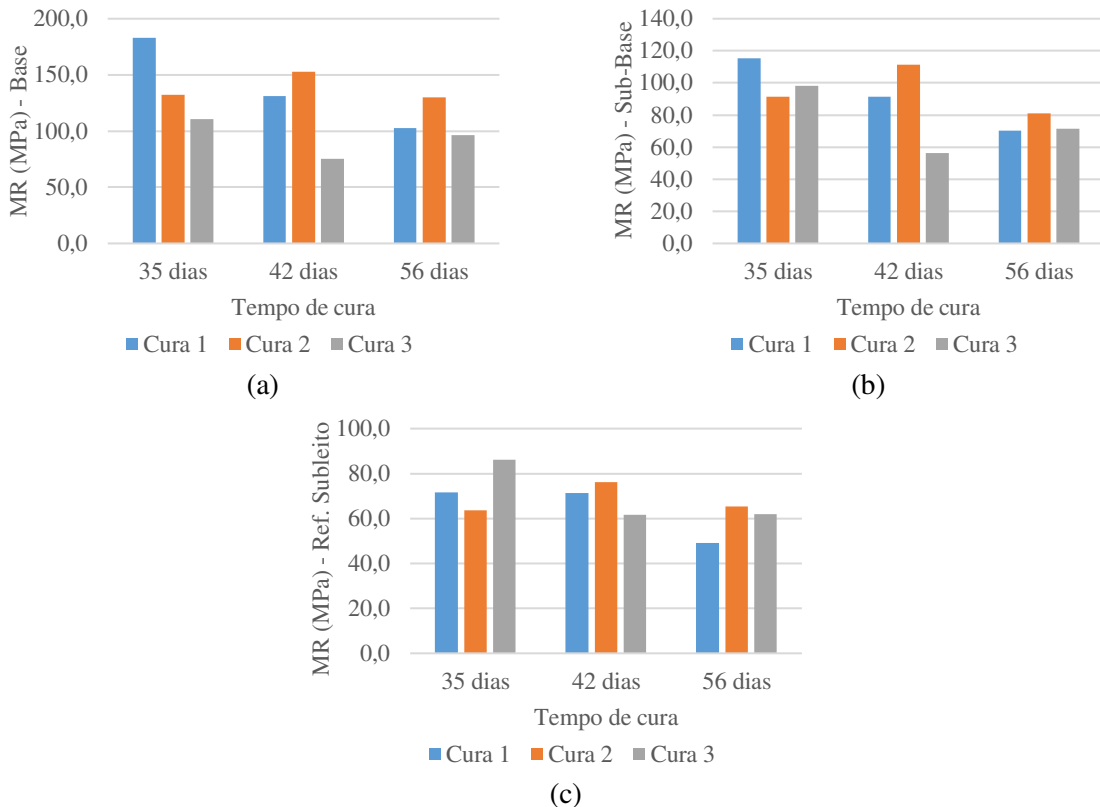 MR (MPa) - Base
200,0
150,0
100,0
50,0
0,0
35 dias 42 dias 56 dias
Tempo de cura
Cura 1 Cura 2 Cura 3
(a)
MR (MPa) - Sub-Base
140,0
120,0
100,0
80,0
60,0
40,0
20,0
0,0
35 dias 42 dias 56 dias
Tempo de cura
Cura 1 Cura 2 Cura 3
(b)
MR (MPa) - Ref. Subleito
100,0
80,0
60,0
40,0
20,0
0,0
35 dias 42 dias 56 dias
Tempo de cura
Cura 1 Cura 2 Cura 3
(c)